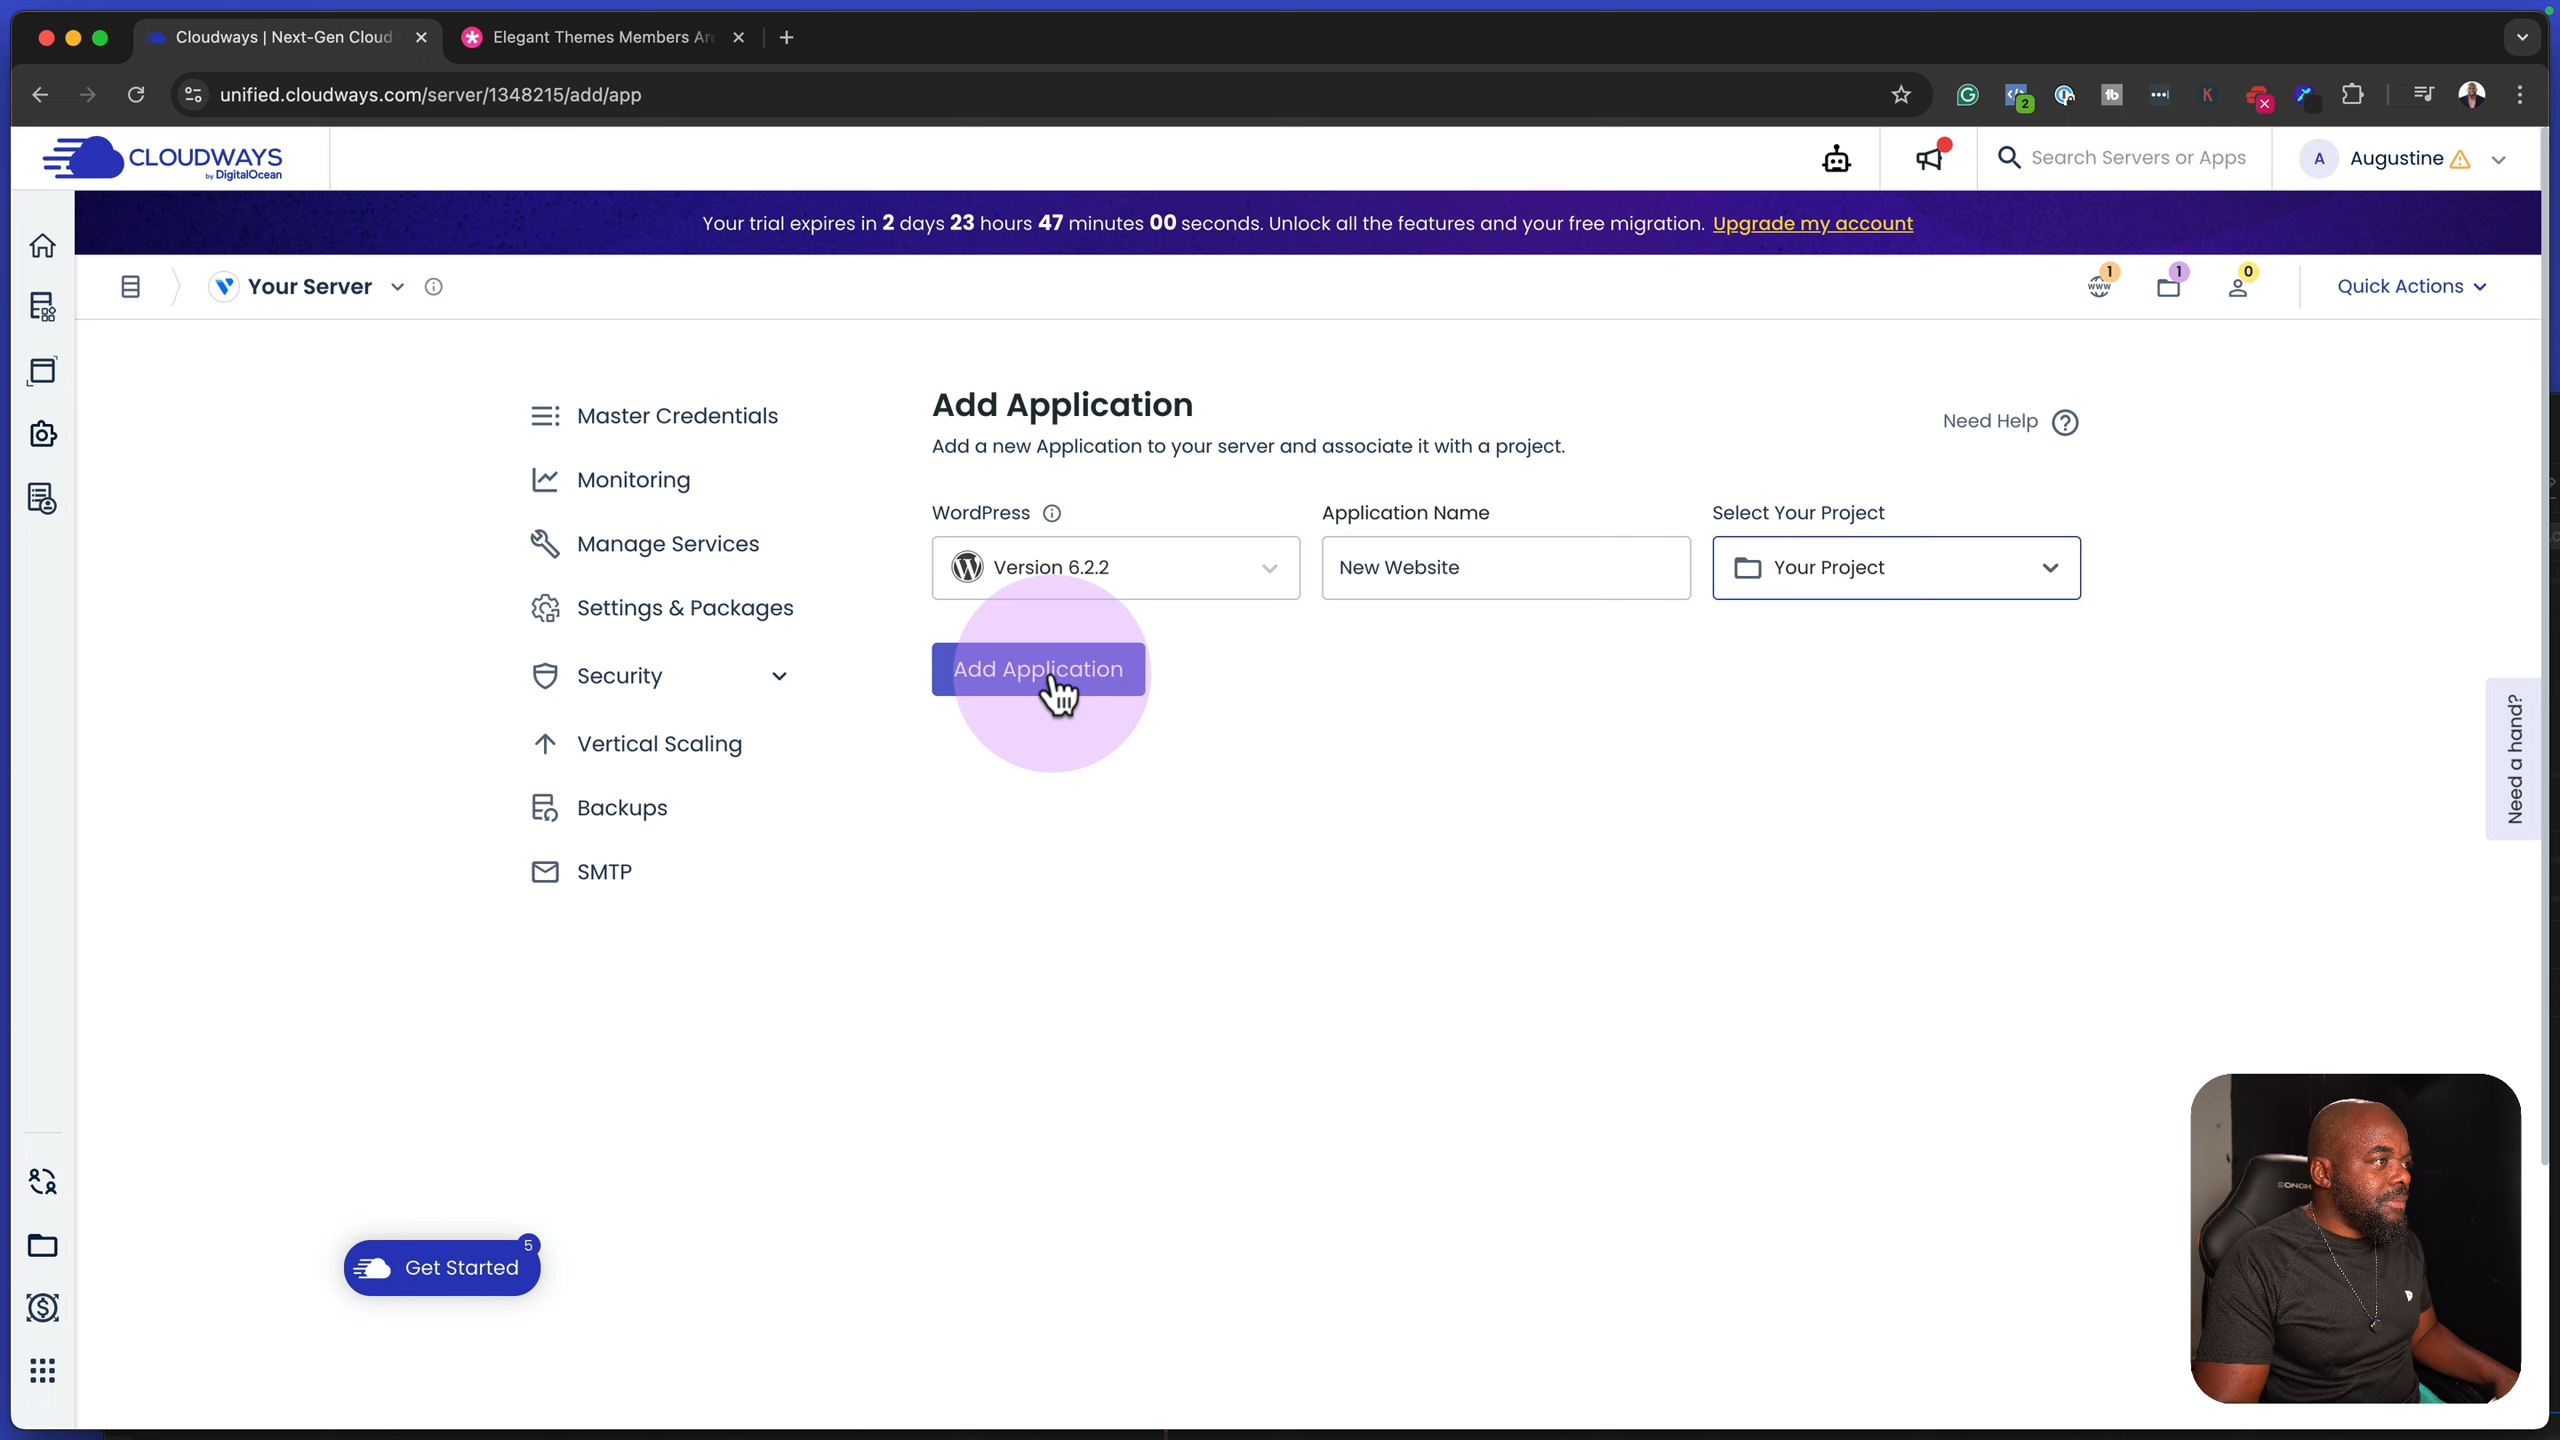 Cloudways | Next-Gen Cloud
Elegant Themes Members Are
unified.cloudways.com/server/1348215/add/app
2
CLOUDWAYS
by DigitalOcean
Search Servers or Apps
A
Augustine
Your trial expires in 2 days 23 hours 47 minutes 00 seconds. Unlock all the features and your free migration. Upgrade my account
Your Server
1
1
0
Quick Actions
Master Credentials
Monitoring
Manage Services
Settings & Packages
Security
Vertical Scaling
Backups
SMTP
Add Application
Add a new Application to your server and associate it with a project.
Need Help
WordPress
Application Name
Select Your Project
Version 6.2.2
New Website
Your Project
Add Application
Need a hand?
Get Started
5